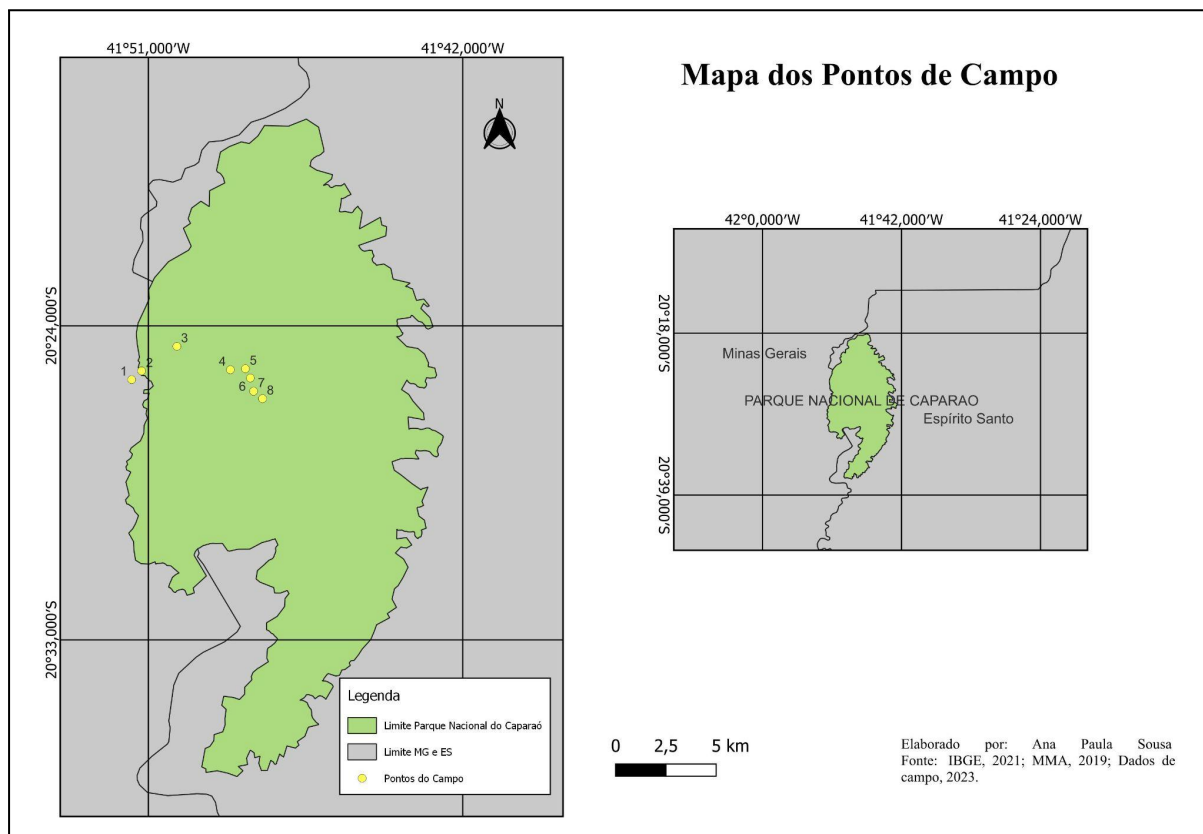 Mapa dos Pontos de Campo
41°51,000'W
41°42,000'W
N
20°24,000'S
20°33,000'S
1
2
3
4
5
6
7
8
Legenda
Limite Parque Nacional do Caparaó
Limite MG e ES
Pontos do Campo
42°0,000'W
41°42,000'W
41°24,000'W
20°18,000'S
20°39,000'S
Minas Gerais
PARQUE NACIONAL DE CAPARAO
Espírito Santo
0 2,5 5 km
Elaborado por: Ana Paula Sousa
Fonte: IBGE, 2021; MMA, 2019; Dados de
campo, 2023.